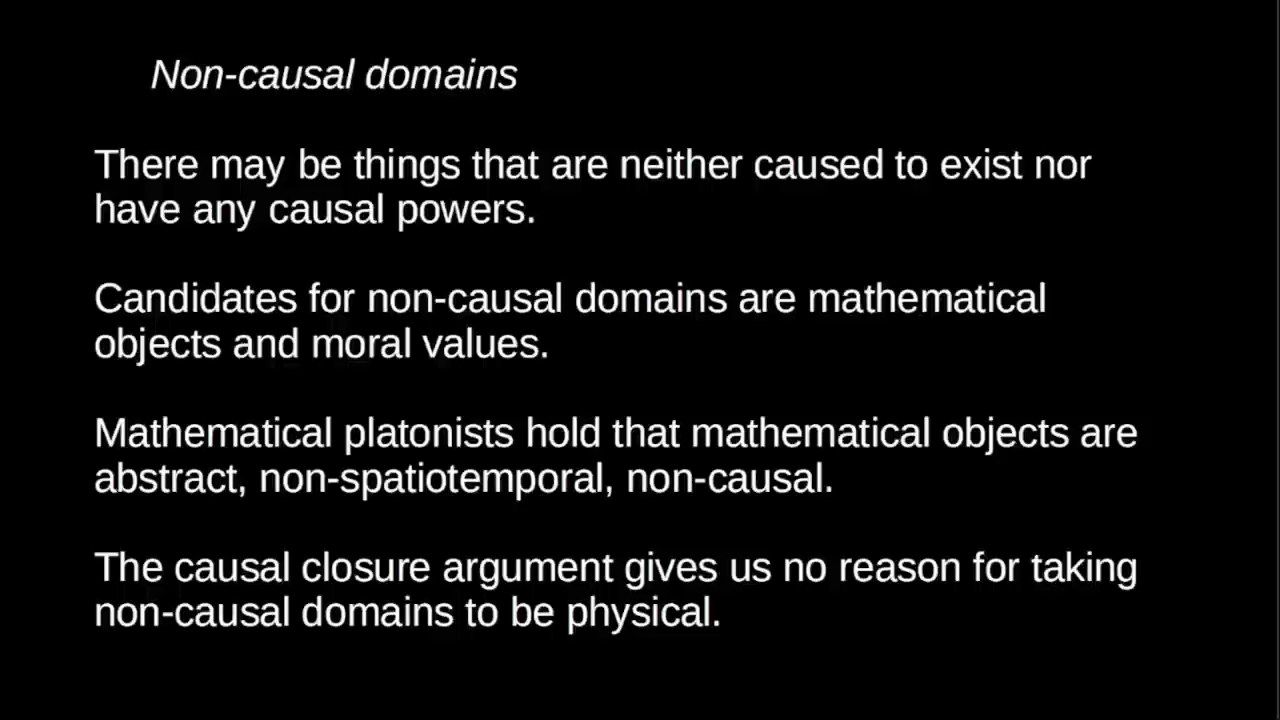 Non-causal domains
There may be things that are neither caused to exist nor
have any causal powers.
Candidates for non-causal domains are mathematical
objects and moral values.
Mathematical platonists hold that mathematical objects are
abstract, non-spatiotemporal, non-causal.
The causal closure argument gives us no reason for taking
non-causal domains to be physical.